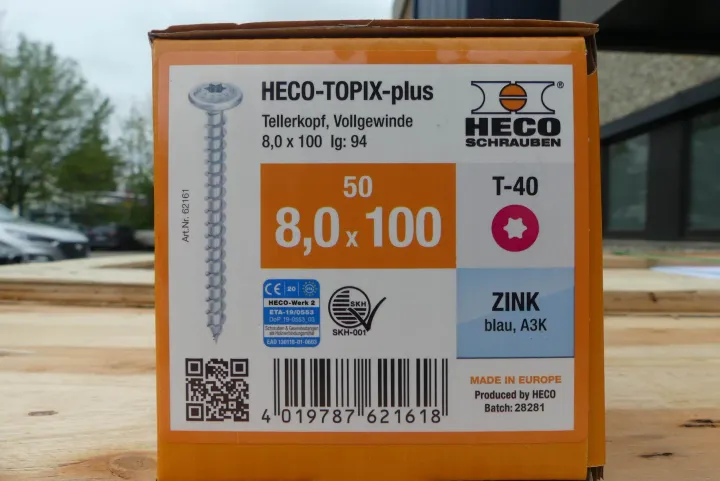 HECO-TOPIX-plus
Tellerkopf, Vollgewinde
8,0 x 100 lg: 94
HECO
SCHRAUBEN
®
Art.Nr. 62161
50
8,0 x 100
T-40
CE 20
HECO-Werk 2
ETA-19/0553
SKH
SKH-001
ZINK
blau, A3K
4 019787 621618
MADE IN EUROPE
Produced by HECO
Batch: 28281